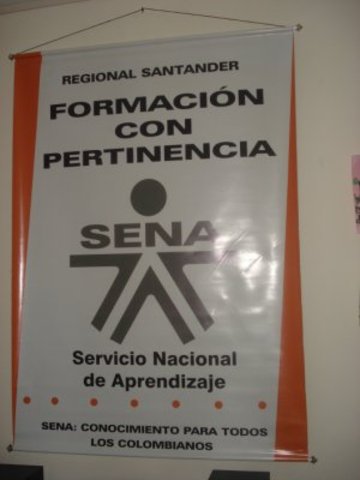 REGIONAL SANTANDER
FORMACIÓN
CON
PERTINENCIA
SENA
Servicio Nacional
de Aprendizaje
SENA: CONOCIMIENTO PARA TODOS
LOS COLOMBIANOS